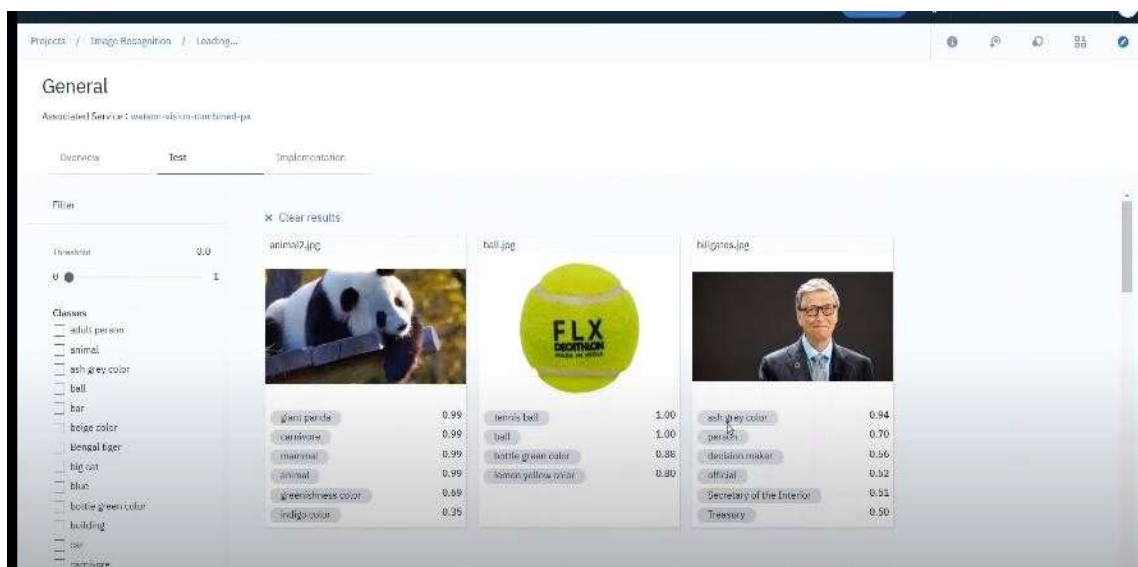 Projects / Image Recognition / Loading...
General
Associated Service : watson-vision-combined-px
Overview Test Implementation
Filter
Threshold 0.0
0 1
Classes
adult person
animal
ash grey color
ball
bar
beige color
Bengal tiger
big cat
blue
bottle green color
building
car
carnivore
× Clear results
animal2.jpg
giant panda 0.99
carnivore 0.99
mammal 0.99
animal 0.99
greenishness color 0.69
indigo color 0.35
ball.jpg
FLX
DECATHLON
MADE IN INDIA
tennis ball 1.00
ball 1.00
bottle green color 0.88
lemon yellow color 0.80
billgates.jpg
ash grey color 0.94
person 0.70
decision maker 0.56
official 0.52
Secretary of the Interior 0.51
Treasury 0.50